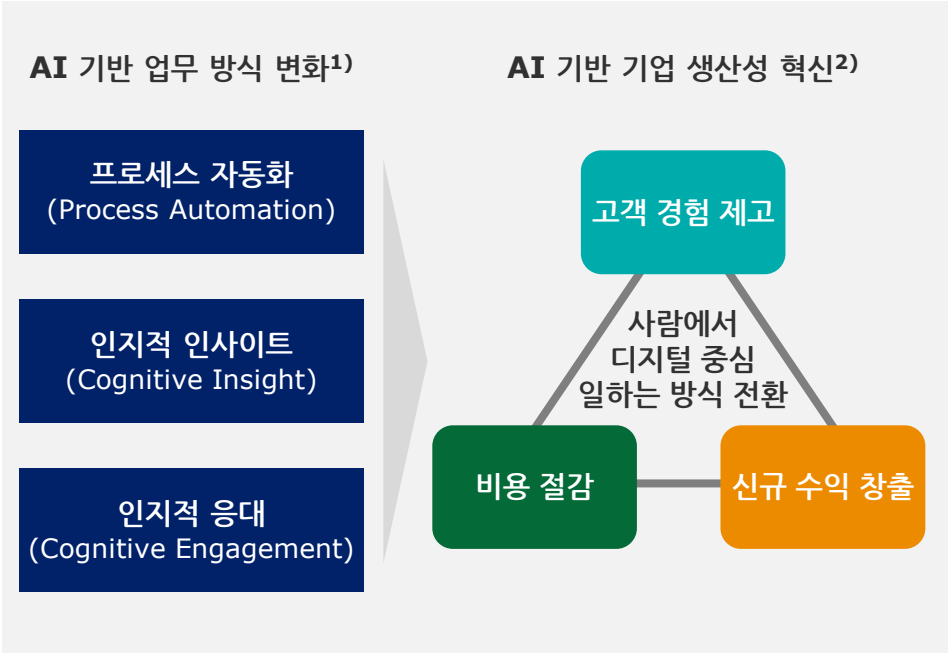 AI 기반 업무 방식 변화1)
프로세스 자동화
(Process Automation)
인지적 인사이트
(Cognitive Insight)
인지적 응대
(Cognitive Engagement)
AI 기반 기업 생산성 혁신2)
고객 경험 제고
사람에서
디지털 중심
일하는 방식 전환
비용 절감
신규 수익 창출